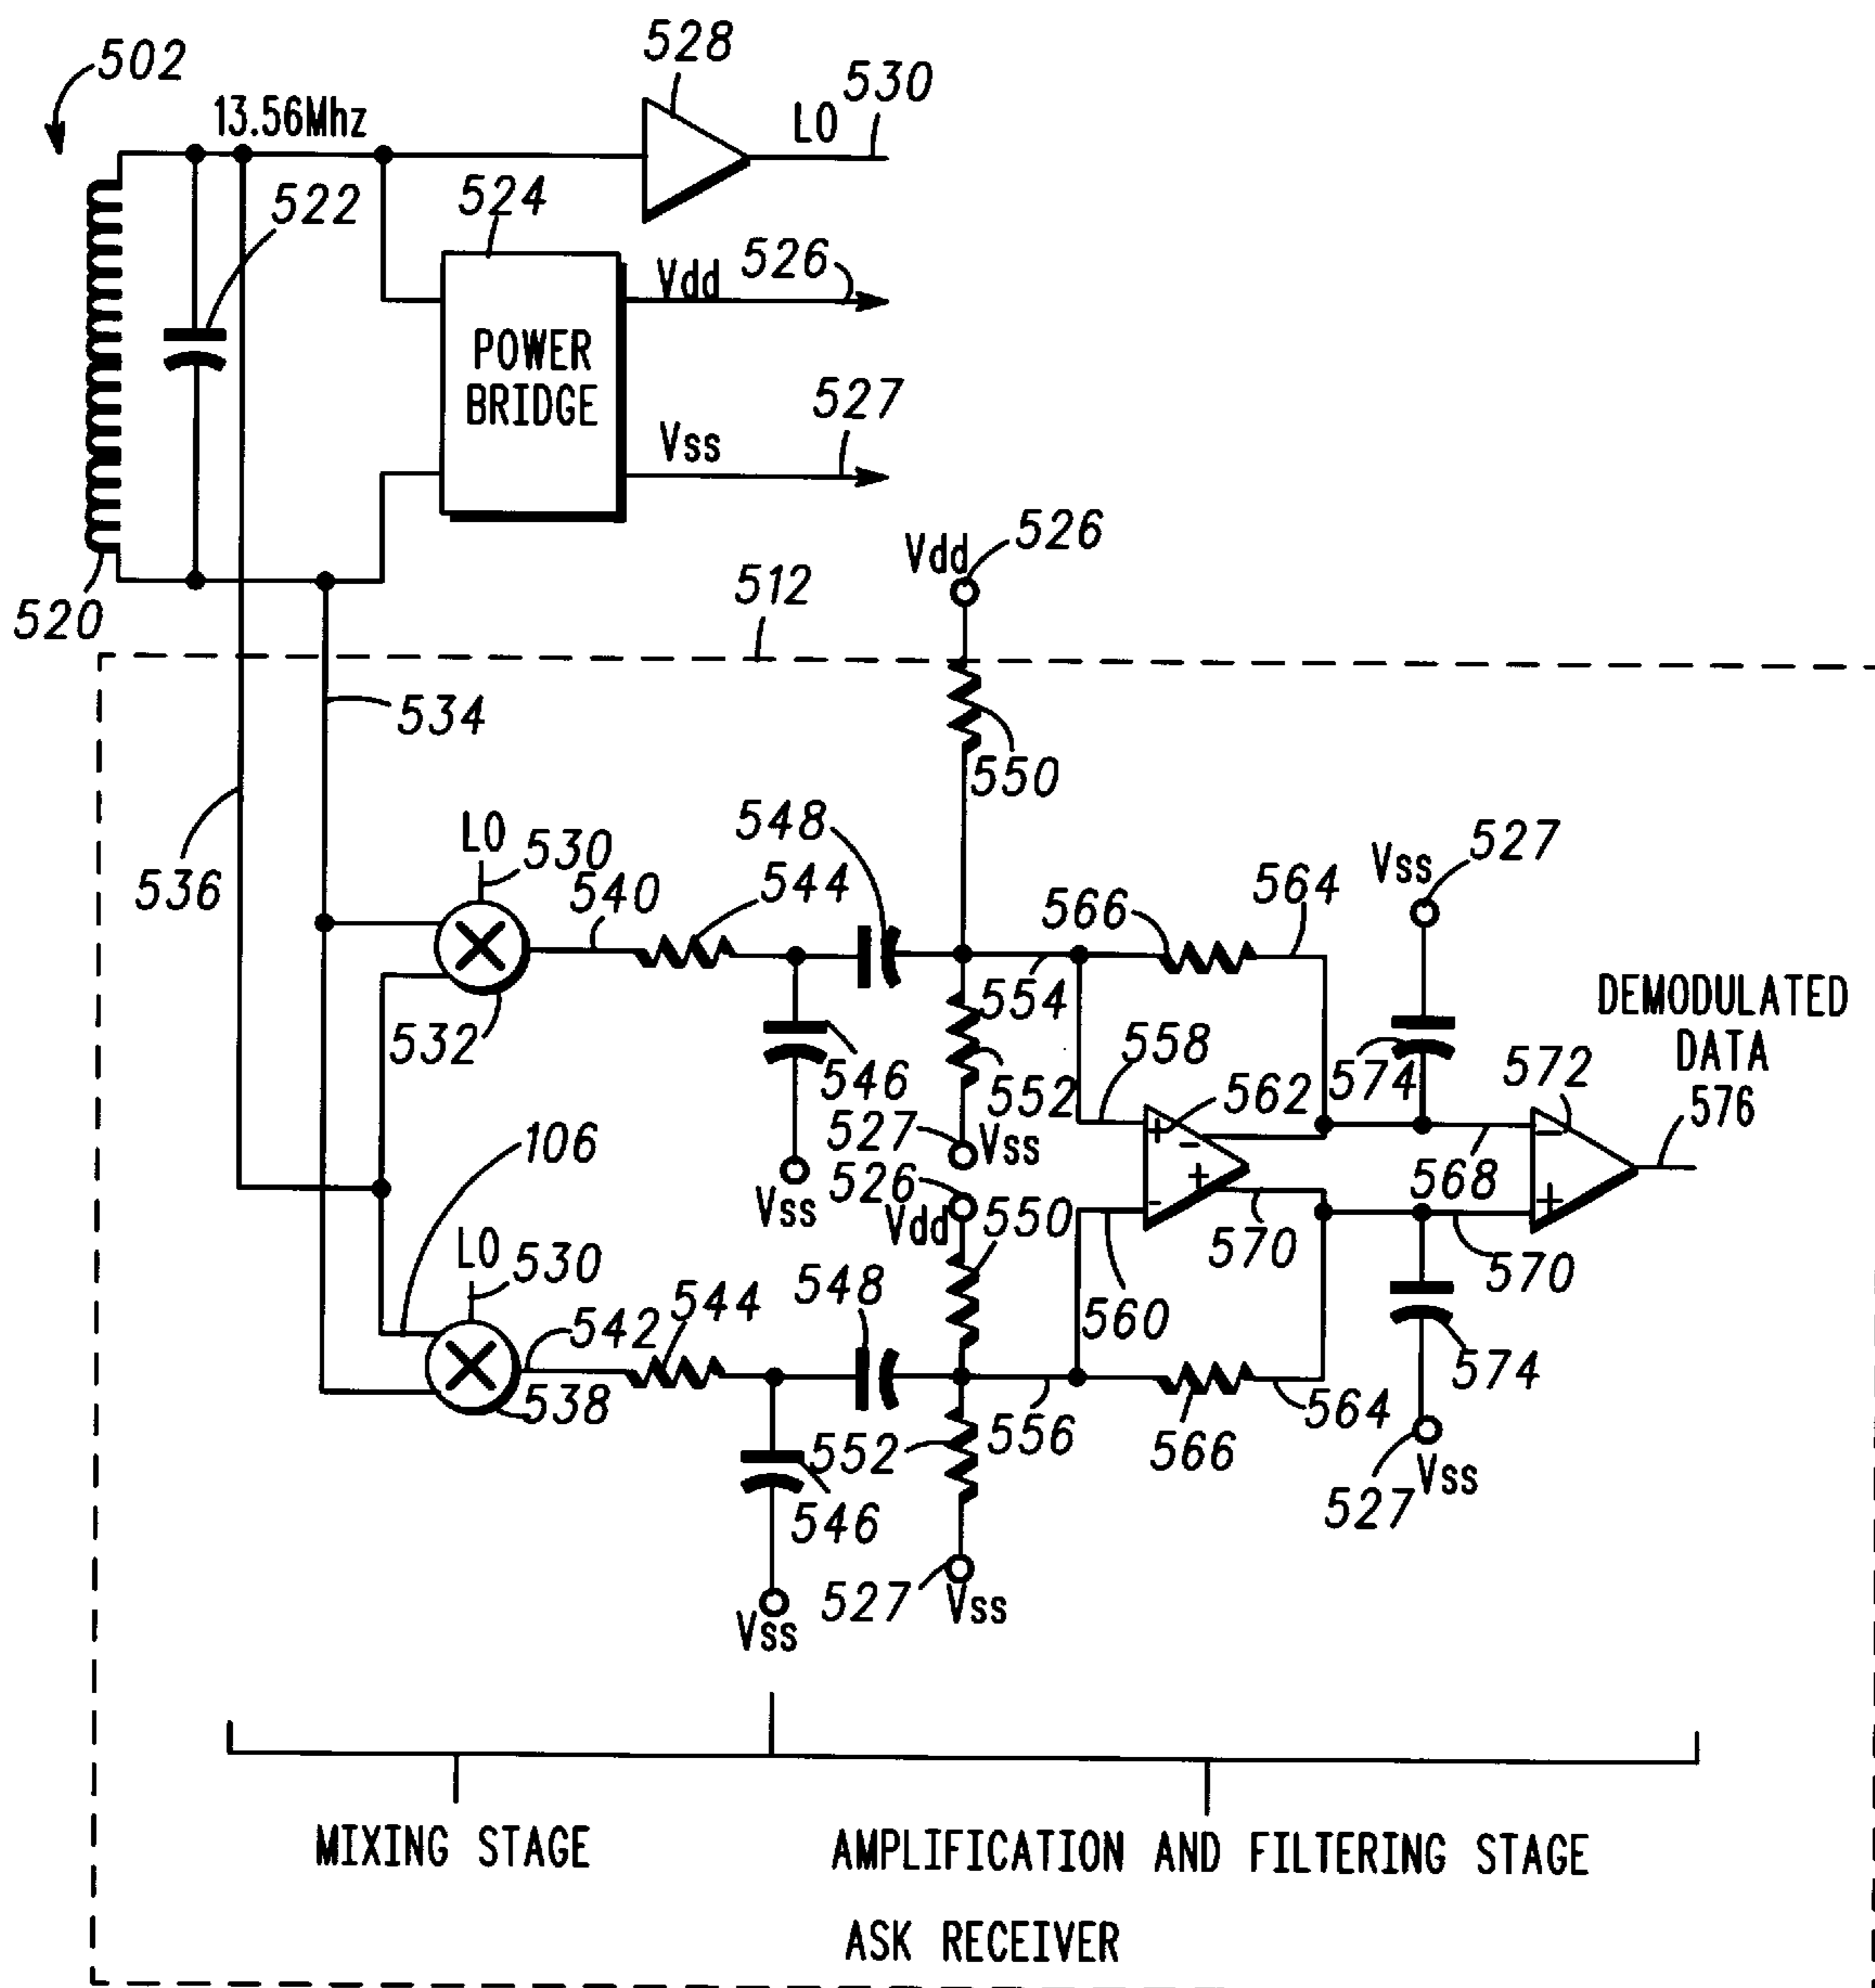 528
502
13.56Mhz
LO
530
524
522
Vdd
526
POWER
BRIDGE
527
Vss
Vdd
526
512
520
534
550
548
LO
530
544
527
Vss
536
540
566
564
554
DEMODULATED
DATA
576
532
558
574
572
546
552
562
527
Vss
+
-
-
+
-
+
106
526
Vdd
550
568
Vss
570
570
LO
530
548
560
542
544
574
538
552
556
566
564
546
527
Vss
527
Vss
Vss
MIXING STAGE
AMPLIFICATION AND FILTERING STAGE
ASK RECEIVER